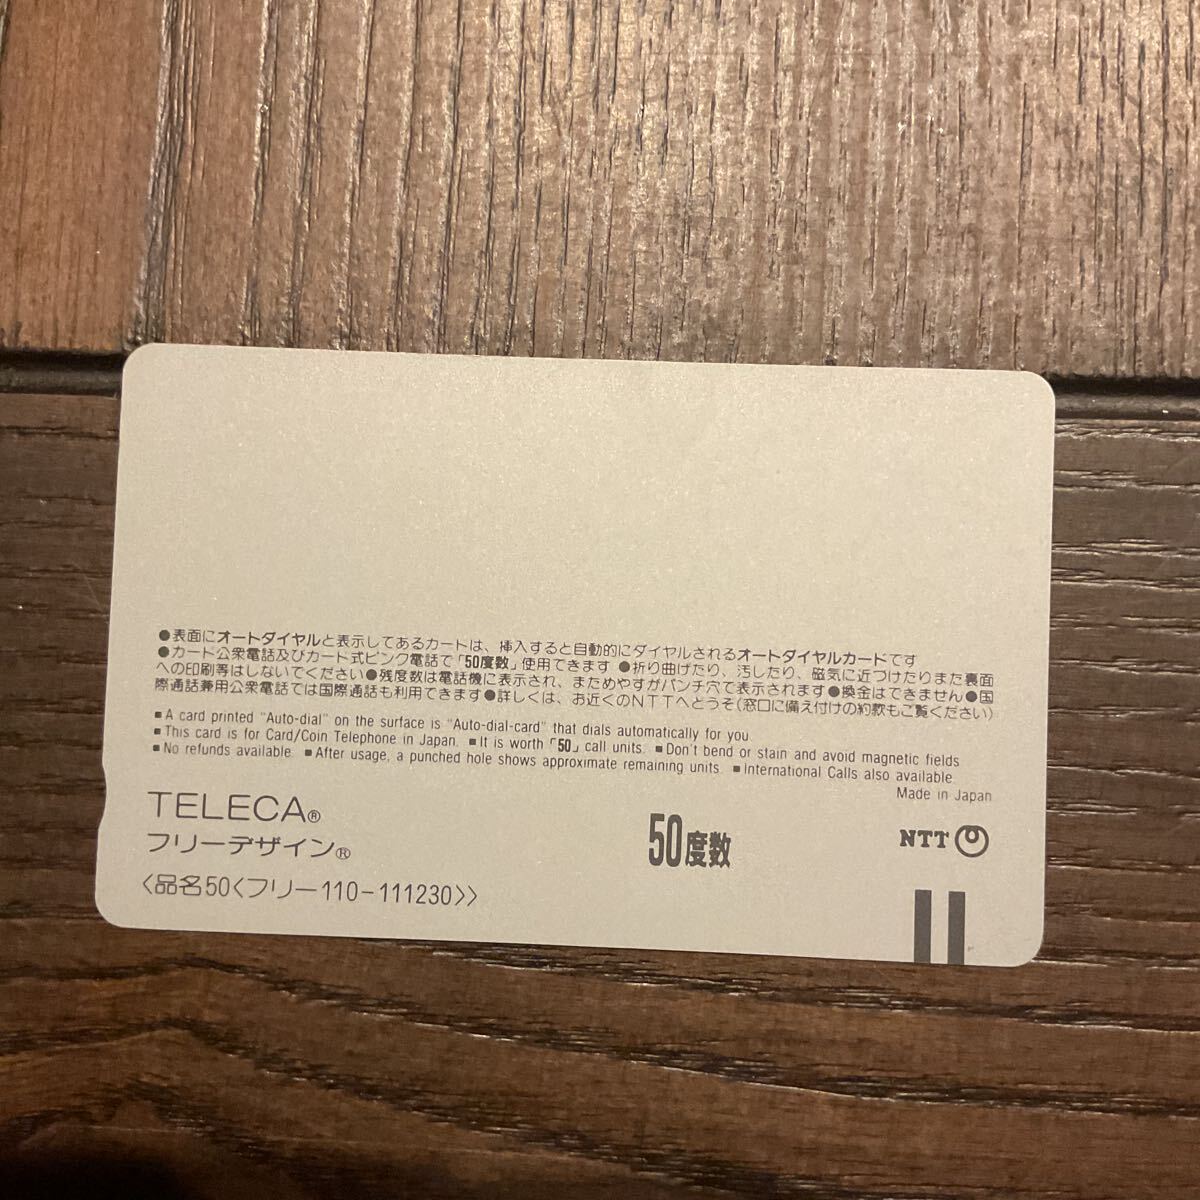 ●表面にオートダイヤルと表示してあるカートは、挿入すると自動的にダイヤルされるオートダイヤルカードです
●カード公衆電話及びカード式ピンク電話で「50度数」使用できます ●折り曲げたり、汚したり、磁気に近づけたりまた裏面
への印刷等はしないでください●残度数は電話機に表示され、まためやすがパンチ穴で表示されます●換金はできません●国
際通話兼用公衆電話では国際通話も利用できます●詳しくは、お近くのNTTへどうぞ(窓口に備え付けの約款もご覧ください)
■A card printed "Auto-dial" on the surface is "Auto-dial-card" that dials automatically for you.
■This card is for Card/Coin Telephone in Japan. ■It is worth「50」call units. ■Don't bend or stain and avoid magnetic fields
■No refunds available. ■After usage, a punched hole shows approximate remaining units. ■International Calls also available.
Made in Japan
TELECA®
フリーデザイン®
50度数
NTT
〈品名50〈フリー110-111230〉〉